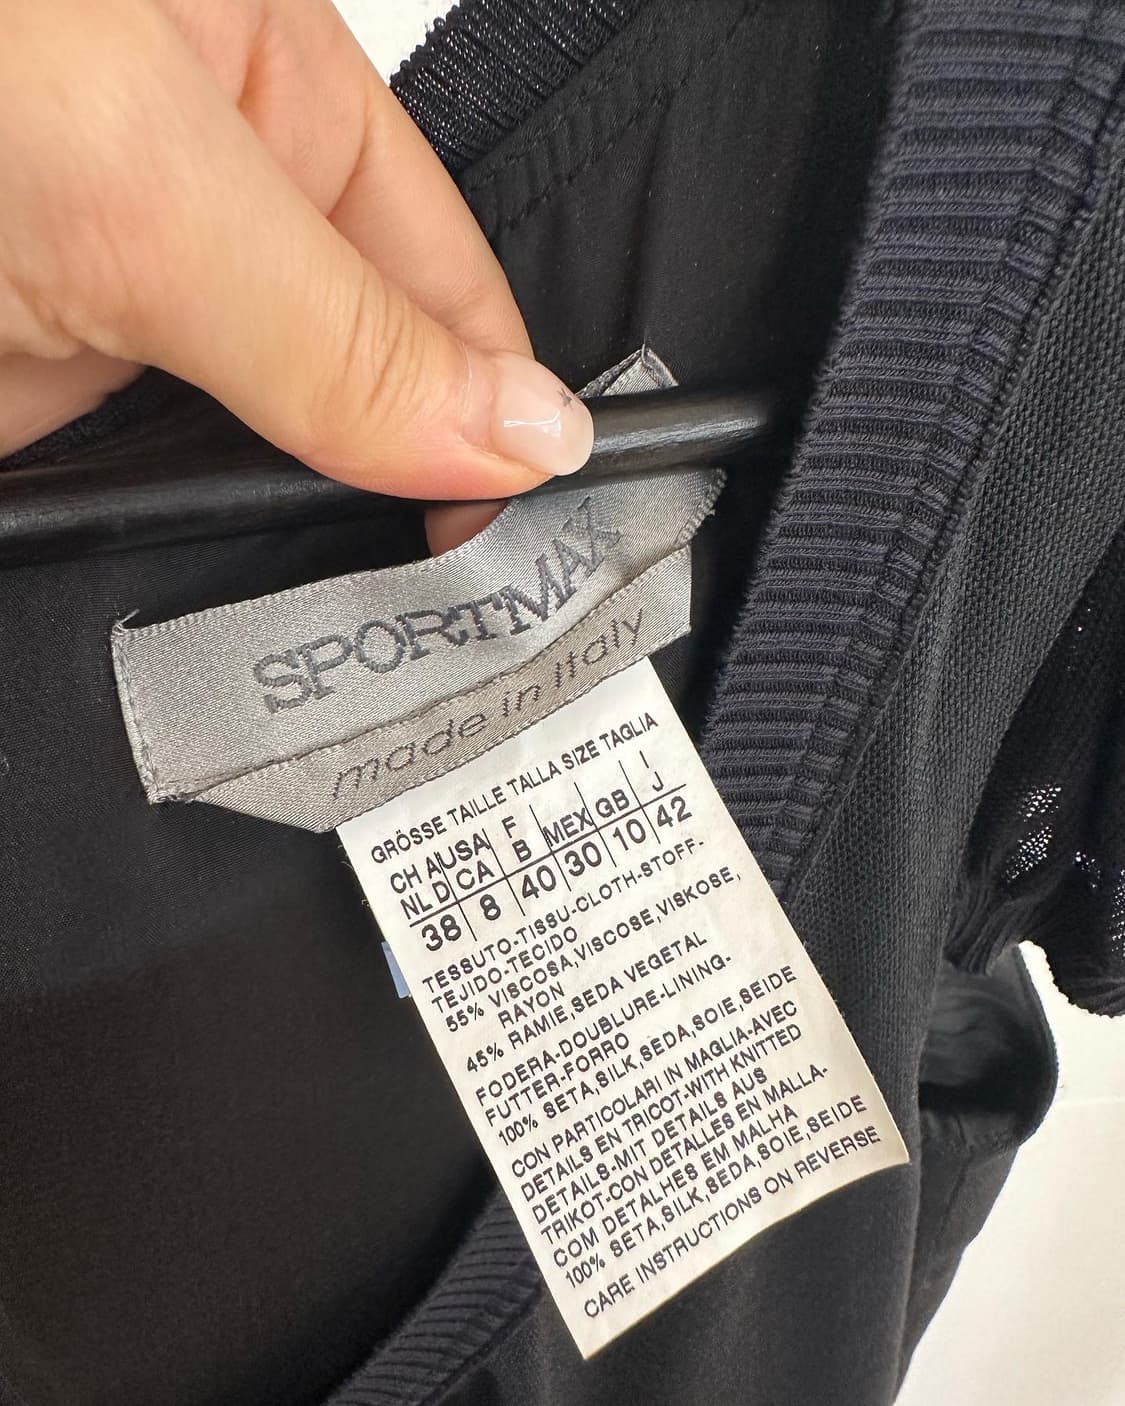 SPORTMAX
made in Italy
GRÖSSE TAILLE TALLA SIZE TAGLIA
CH A USA F MEX GB I
NL D CA B J
38 8 40 30 10 42
TESSUTO-TISSU-CLOTH-STOFF-
TEJIDO-TECIDO
55% VISCOSA,VISCOSE,VISKOSE,
RAYON
45% RAMIE,SEDA VEGETAL
FODERA-DOUBLURE-LINING-
FUTTER-FORRO
100% SETA,SILK,SEDA,SOIE,SEIDE
CON PARTICOLARI IN MAGLIA-AVEC
DETAILS EN TRICOT-WITH KNITTED
DETAILS-MIT DETAILS AUS
TRIKOT-CON DETALLES EN MALLA-
COM DETALHES EM MALHA
100% SETA,SILK,SEDA,SOIE,SEIDE
CARE INSTRUCTIONS ON REVERSE